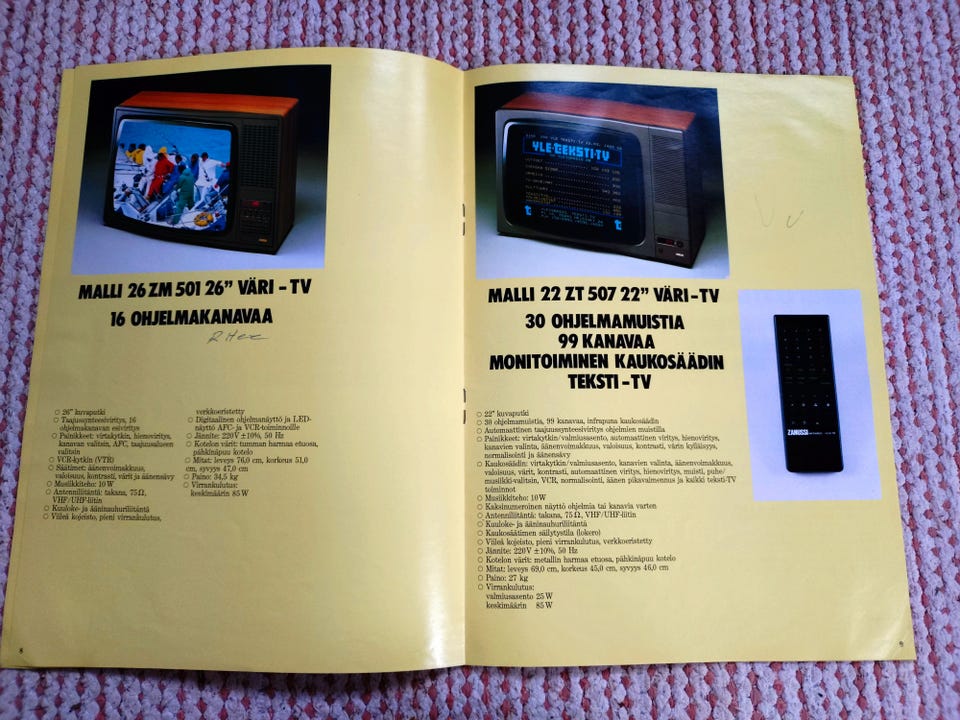 MALLI 26 ZM 501 26” VÄRI - TV
16 OHJELMAKANAVAA
○ 26” kuvaputki
○ Taajuussynteesiviritys, 16
ohjelmakanavan esiviritys
○ Painikkeet: virtakytkin, hienoviritys,
kanavan valitsin, AFC, taajuusalueen
valitsin
○ VCR-kytkin (VTR)
○ Säätimet: äänenvoimakkuus,
valoisuus, kontrasti, värit ja äänensävy
○ Musiikkiteho: 10 W
○ Antenniliitäntä: takana, 75 Ω,
VHF/UHF-liitin
○ Kuuloke- ja ääninauhuriliitäntä
○ Viileä kojeisto, pieni virrankulutus,
verkkoeristetty
○ Digitaalinen ohjelmanäyttö ja LED-
näyttö AFC- ja VCR-toiminnoille
○ Jännite: 220 V ±10%, 50 Hz
○ Kotelon värit: tumman harmaa etuosa,
pähkinäpuu kotelo
○ Mitat: leveys 76,0 cm, korkeus 51,0
cm, syvyys 47,0 cm
○ Paino: 34,5 kg
○ Virrankulutus:
keskimäärin 85 W
8
YLE-TEKSTI-TV
MALLI 22 ZT 507 22” VÄRI - TV
30 OHJELMAMUISTIA
99 KANAVAA
MONITOIMINEN KAUKOSÄÄDIN
TEKSTI - TV
ZANUSSI
○ 22” kuvaputki
○ 30 ohjelmamuistia, 99 kanavaa, infrapuna kaukosäädin
○ Automaattinen taajuussynteesiviritys ohjelmien muistilla
○ Painikkeet: virtakytkin/valmiusasento, automaattinen viritys, hienoviritys,
kanavien valinta, äänenvoimakkuus, valoisuus, kontrasti, värin kylläisyys,
normalisointi ja äänensävy
○ Kaukosäädin: virtakytkin/valmiusasento, kanavien valinta, äänenvoimakkuus,
valoisuus, värit, kontrasti, automaattinen viritys, hienoviritys, muisti, puhe/
musiikki-valitsin, VCR, normalisointi, äänen pikavaimennus ja kaikki teksti-TV
toiminnot
○ Musiikkiteho: 10 W
○ Kaksinumeroinen näyttö ohjelmia tai kanavia varten
○ Antenniliitäntä: takana, 75 Ω, VHF/UHF-liitin
○ Kuuloke- ja ääninauhuriliitäntä
○ Kaukosäätimen säilytystila (lokero)
○ Viileä kojeisto, pieni virrankulutus, verkkoeristetty
○ Jännite: 220 V ±10%, 50 Hz
○ Kotelon värit: metallin harmaa etuosa, pähkinäpuu kotelo
○ Mitat: leveys 69,0 cm, korkeus 45,0 cm, syvyys 46,0 cm
○ Paino: 27 kg
○ Virrankulutus:
valmiusasento 25 W
keskimäärin 85 W
9